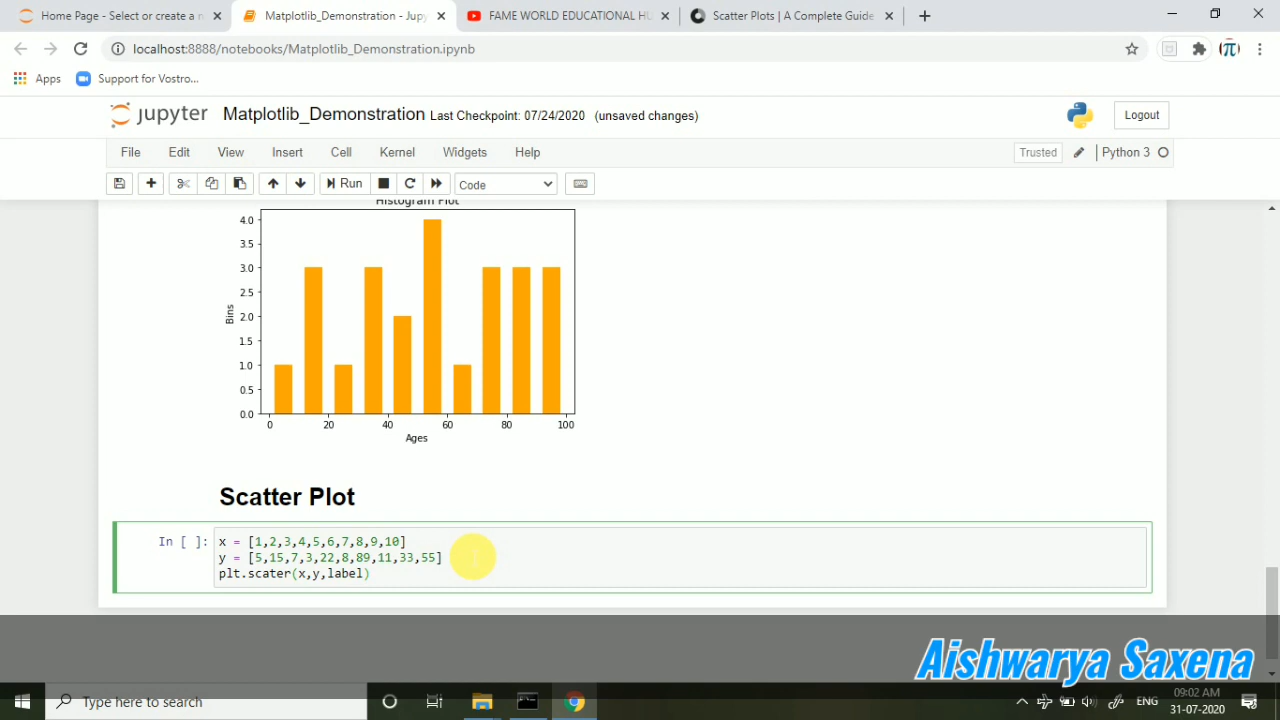 Home Page - Select or create a n
Matplotlib_Demonstration - Jupy
FAME WORLD EDUCATIONAL HU
Scatter Plots | A Complete Guide
localhost:8888/notebooks/Matplotlib_Demonstration.ipynb
Apps
Support for Vostro...
jupyter
Matplotlib_Demonstration Last Checkpoint: 07/24/2020 (unsaved changes)
Logout
File Edit View Insert Cell Kernel Widgets Help
Trusted
Python 3
Run
Code
Histogram Plot
4.0
3.5
3.0
2.5
2.0
1.5
1.0
0.5
0.0
Bins
0 20 40 60 80 100
Ages
Scatter Plot
In [ ]:
x = [1,2,3,4,5,6,7,8,9,10]
y = [5,15,7,3,22,8,89,11,33,55]
plt.scater(x,y,label)
Aishwarya Saxena
Type here to search
ENG
09:02 AM
31-07-2020